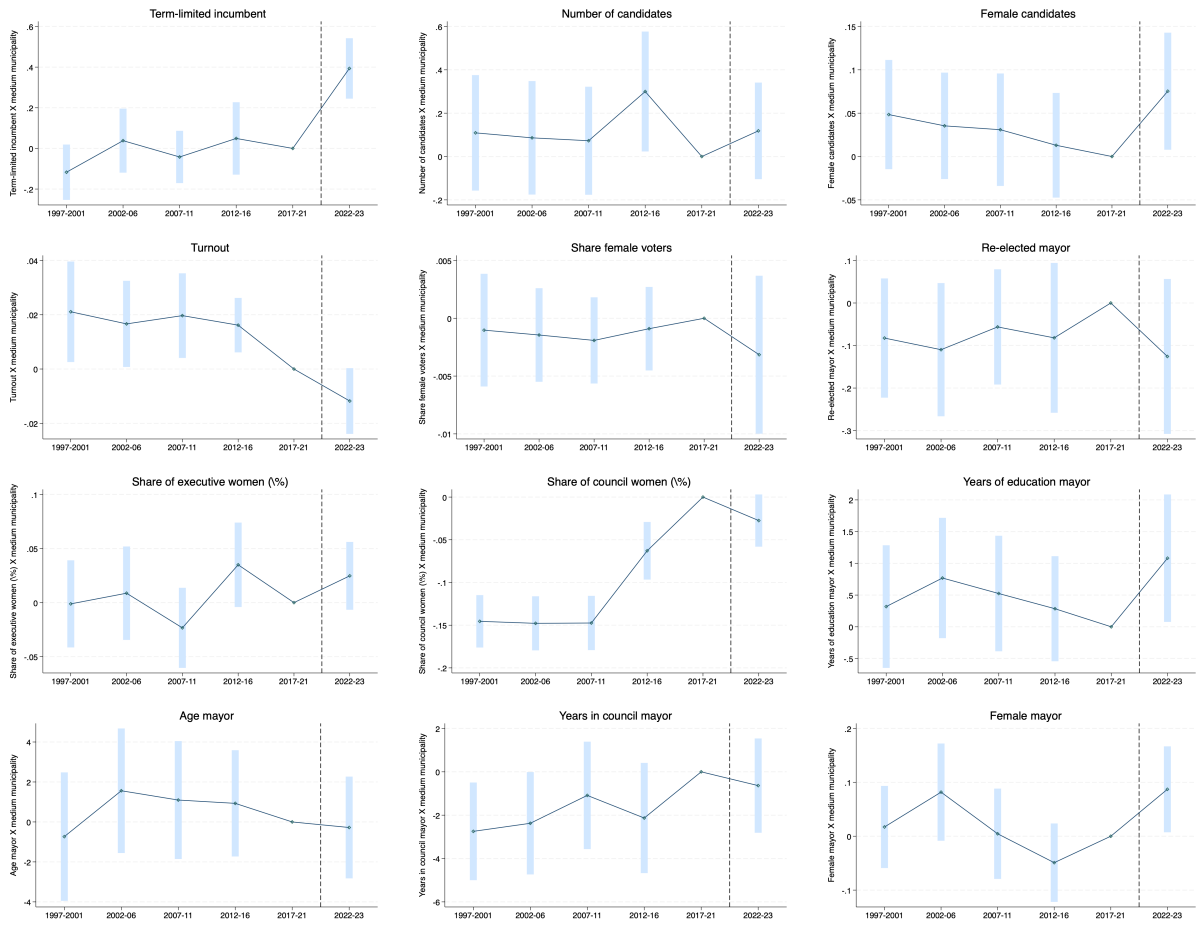 Term-limited incumbent
Term-limited incumbent X medium municipality
.6
.4
.2
0
-.2
1997-2001 2002-06 2007-11 2012-16 2017-21 2022-23
Number of candidates
Number of candidates X medium municipality
.6
.4
.2
0
-.2
1997-2001 2002-06 2007-11 2012-16 2017-21 2022-23
Female candidates
Female candidates X medium municipality
.15
.1
.05
0
-.05
1997-2001 2002-06 2007-11 2012-16 2017-21 2022-23
Turnout
Turnout X medium municipality
.04
.02
0
-.02
1997-2001 2002-06 2007-11 2012-16 2017-21 2022-23
Share female voters
Share female voters X medium municipality
.005
0
-.005
-.01
1997-2001 2002-06 2007-11 2012-16 2017-21 2022-23
Re-elected mayor
Re-elected mayor X medium municipality
.1
0
-.1
-.2
-.3
1997-2001 2002-06 2007-11 2012-16 2017-21 2022-23
Share of executive women (\%)
Share of executive women (\%) X medium municipality
.1
.05
0
-.05
1997-2001 2002-06 2007-11 2012-16 2017-21 2022-23
Share of council women (\%)
Share of council women (\%) X medium municipality
0
-.05
-.1
-.15
-.2
1997-2001 2002-06 2007-11 2012-16 2017-21 2022-23
Years of education mayor
Years of education mayor X medium municipality
2
1.5
1
.5
0
-.5
1997-2001 2002-06 2007-11 2012-16 2017-21 2022-23
Age mayor
Age mayor X medium municipality
4
2
0
-2
-4
1997-2001 2002-06 2007-11 2012-16 2017-21 2022-23
Years in council mayor
Years in council mayor X medium municipality
2
0
-2
-4
-6
1997-2001 2002-06 2007-11 2012-16 2017-21 2022-23
Female mayor
Female mayor X medium municipality
.2
.1
0
-.1
1997-2001 2002-06 2007-11 2012-16 2017-21 2022-23